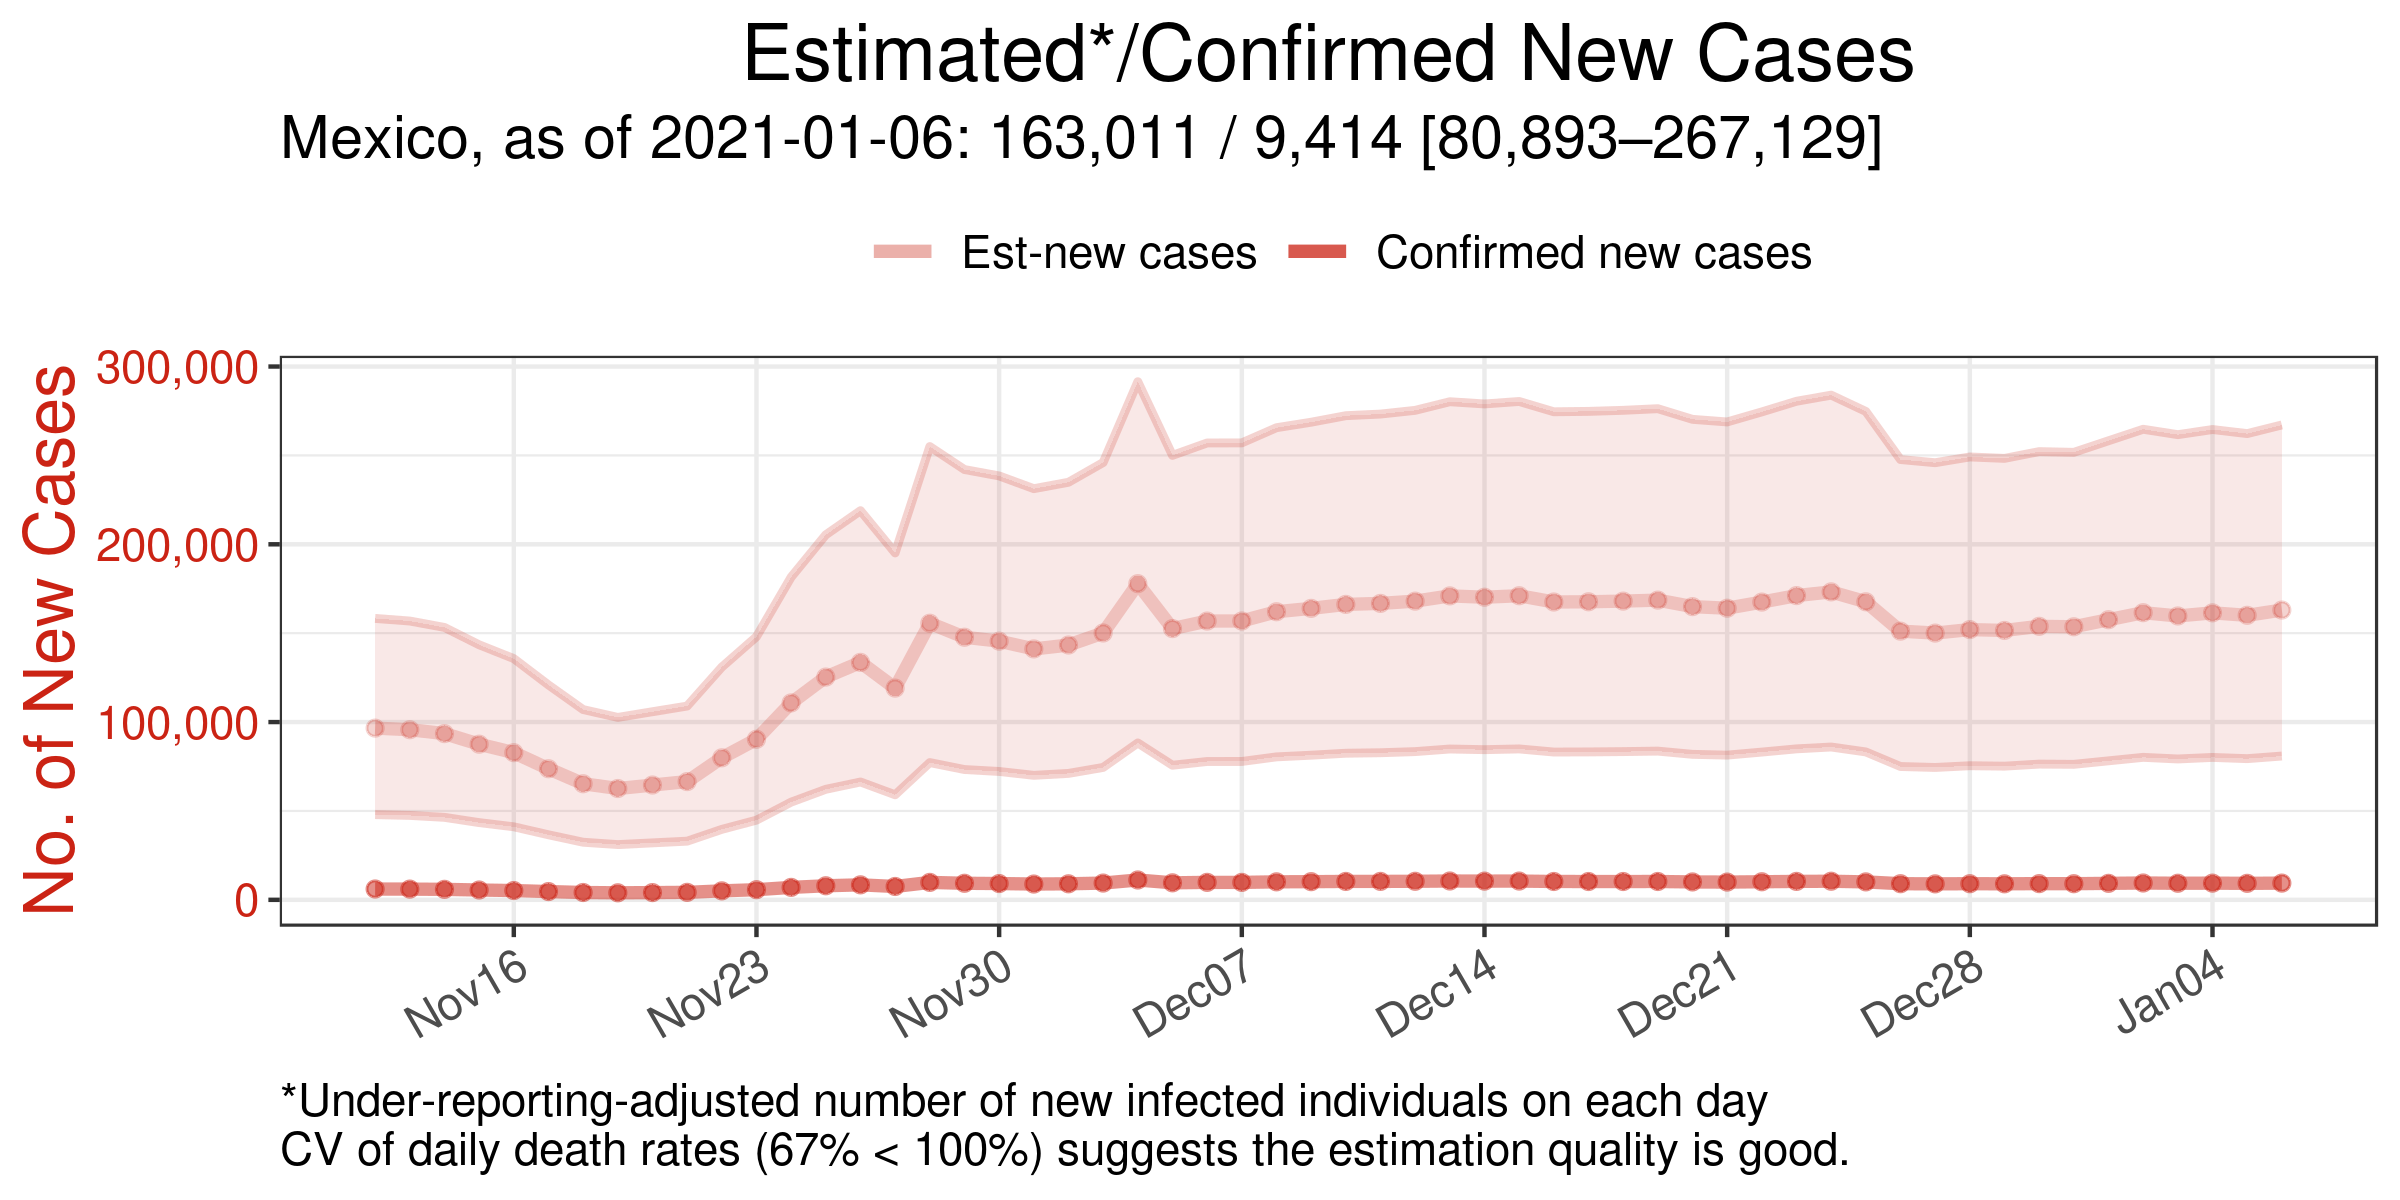 Estimated*/Confirmed New Cases
Mexico, as of 2021-01-06: 163,011 / 9,414 [80,893–267,129]
Est-new cases
Confirmed new cases
No. of New Cases
300,000
200,000
100,000
0
Nov16
Nov23
Nov30
Dec07
Dec14
Dec21
Dec28
Jan04
*Under-reporting-adjusted number of new infected individuals on each day
CV of daily death rates (67% < 100%) suggests the estimation quality is good.